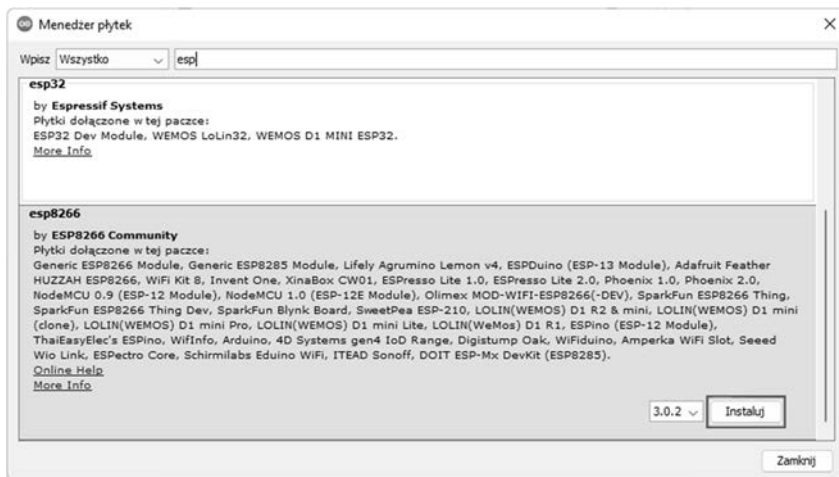 Menedżer płytek
Wpisz Wszystko esp
esp32
by Espressif Systems
Płytki dołączone w tej paczce:
ESP32 Dev Module, WEMOS LoLin32, WEMOS D1 MINI ESP32.
More Info
esp8266
by ESP8266 Community
Płytki dołączone w tej paczce:
Generic ESP8266 Module, Generic ESP8285 Module, Lifely Agrumino Lemon v4, ESPDuino (ESP-13 Module), Adafruit Feather
HUZZAH ESP8266, WiFi Kit 8, Invent One, XinaBox CW01, ESPresso Lite 1.0, ESPresso Lite 2.0, Phoenix 1.0, Phoenix 2.0,
NodeMCU 0.9 (ESP-12 Module), NodeMCU 1.0 (ESP-12E Module), Olimex MOD-WIFI-ESP8266(-DEV), SparkFun ESP8266 Thing,
SparkFun ESP8266 Thing Dev, SparkFun Blynk Board, SweetPea ESP-210, LOLIN(WEMOS) D1 R2 & mini, LOLIN(WEMOS) D1 mini
(clone), LOLIN(WEMOS) D1 mini Pro, LOLIN(WEMOS) D1 mini Lite, LOLIN(WeMos) D1 R1, ESPino (ESP-12 Module),
ThaiEasyElec's ESPino, WifInfo, Arduino, 4D Systems gen4 IoD Range, Digistump Oak, WiFiduino, Amperka WiFi Slot, Seeed
Wio Link, ESPectro Core, Schirmilabs Eduino WiFi, ITEAD Sonoff, DOIT ESP-Mx DevKit (ESP8285).
Online Help
More Info
3.0.2 Instaluj
Zamknij